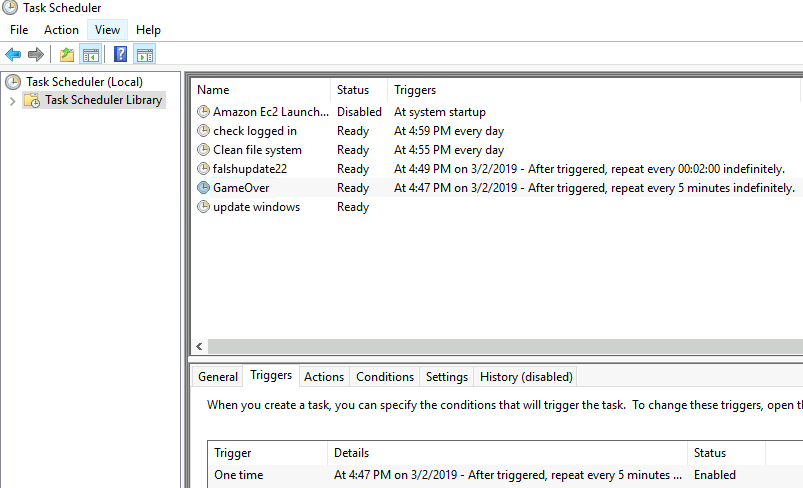 Task Scheduler
File Action View Help
Task Scheduler (Local)
Task Scheduler Library
Name Status Triggers
Amazon Ec2 Launch... Disabled At system startup
check logged in Ready At 4:59 PM every day
Clean file system Ready At 4:55 PM every day
falshupdate22 Ready At 4:49 PM on 3/2/2019 - After triggered, repeat every 00:02:00 indefinitely.
GameOver Ready At 4:47 PM on 3/2/2019 - After triggered, repeat every 5 minutes indefinitely.
update windows Ready
General Triggers Actions Conditions Settings History (disabled)
When you create a task, you can specify the conditions that will trigger the task. To change these triggers, open
Trigger Details Status
One time At 4:47 PM on 3/2/2019 - After triggered, repeat every 5 minutes ... Enabled